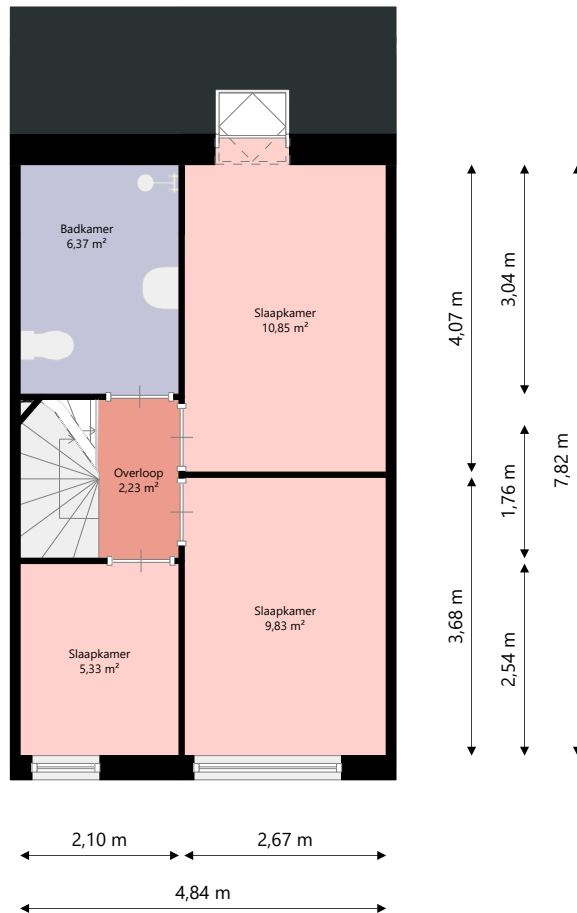 Badkamer
6,37 m²
Slaapkamer
10,85 m²
Overloop
2,23 m²
Slaapkamer
9,83 m²
Slaapkamer
5,33 m²
4,07 m
3,04 m
7,82 m
1,76 m
3,68 m
2,54 m
2,10 m
2,67 m
4,84 m